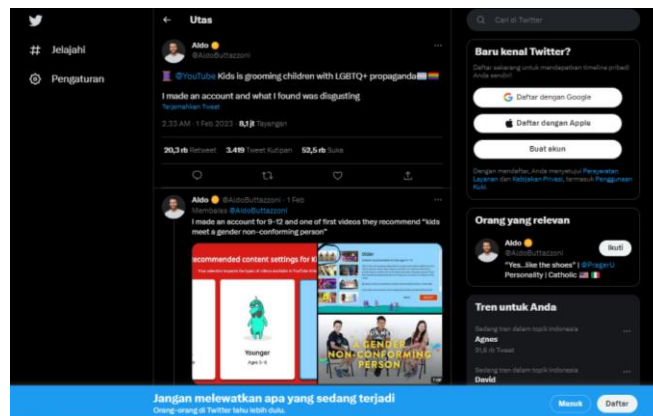 ← Utas
Cari di Twitter
# Jelajahi
Pengaturan
Aldo
@AldoButtazzoni
@YouTube Kids is grooming children with LGBTQ+ propaganda
I made an account and what I found was disgusting
Terjemahkan Tweet
2.33 AM · 1 Feb 2023 · 8,1 jt Tayangan
20,3 rb Retweet 3.419 Tweet Kutipan 52,5 rb Suka
Aldo @AldoButtazzoni · 1 Feb
Membalas @AldoButtazzoni
I made an account for 9-12 and one of first videos they recommend “kids
meet a gender non-conforming person”
recommended content settings for Ki
Younger
Ages 5-8
Older
A GENDER
NON-CONFORMING
PERSON
Baru kenal Twitter?
Daftar sekarang untuk mendapatkan timeline pribadi
Anda sendiri!
Daftar dengan Google
Daftar dengan Apple
Buat akun
Dengan mendaftar, Anda menyetujui Persyaratan
Layanan dan Kebijakan Privasi, termasuk Penggunaan
Kuki.
Orang yang relevan
Aldo
@AldoButtazzoni
Ikuti
"Yes...like the shoes" | @PragerU
Personality | Catholic
Tren untuk Anda
Sedang tren dalam topik Indonesia
Agnes
31,6 rb Tweet
Sedang tren dalam topik Indonesia
David
Jangan melewatkan apa yang sedang terjadi
Orang-orang di Twitter tahu lebih dulu.
Masuk
Daftar